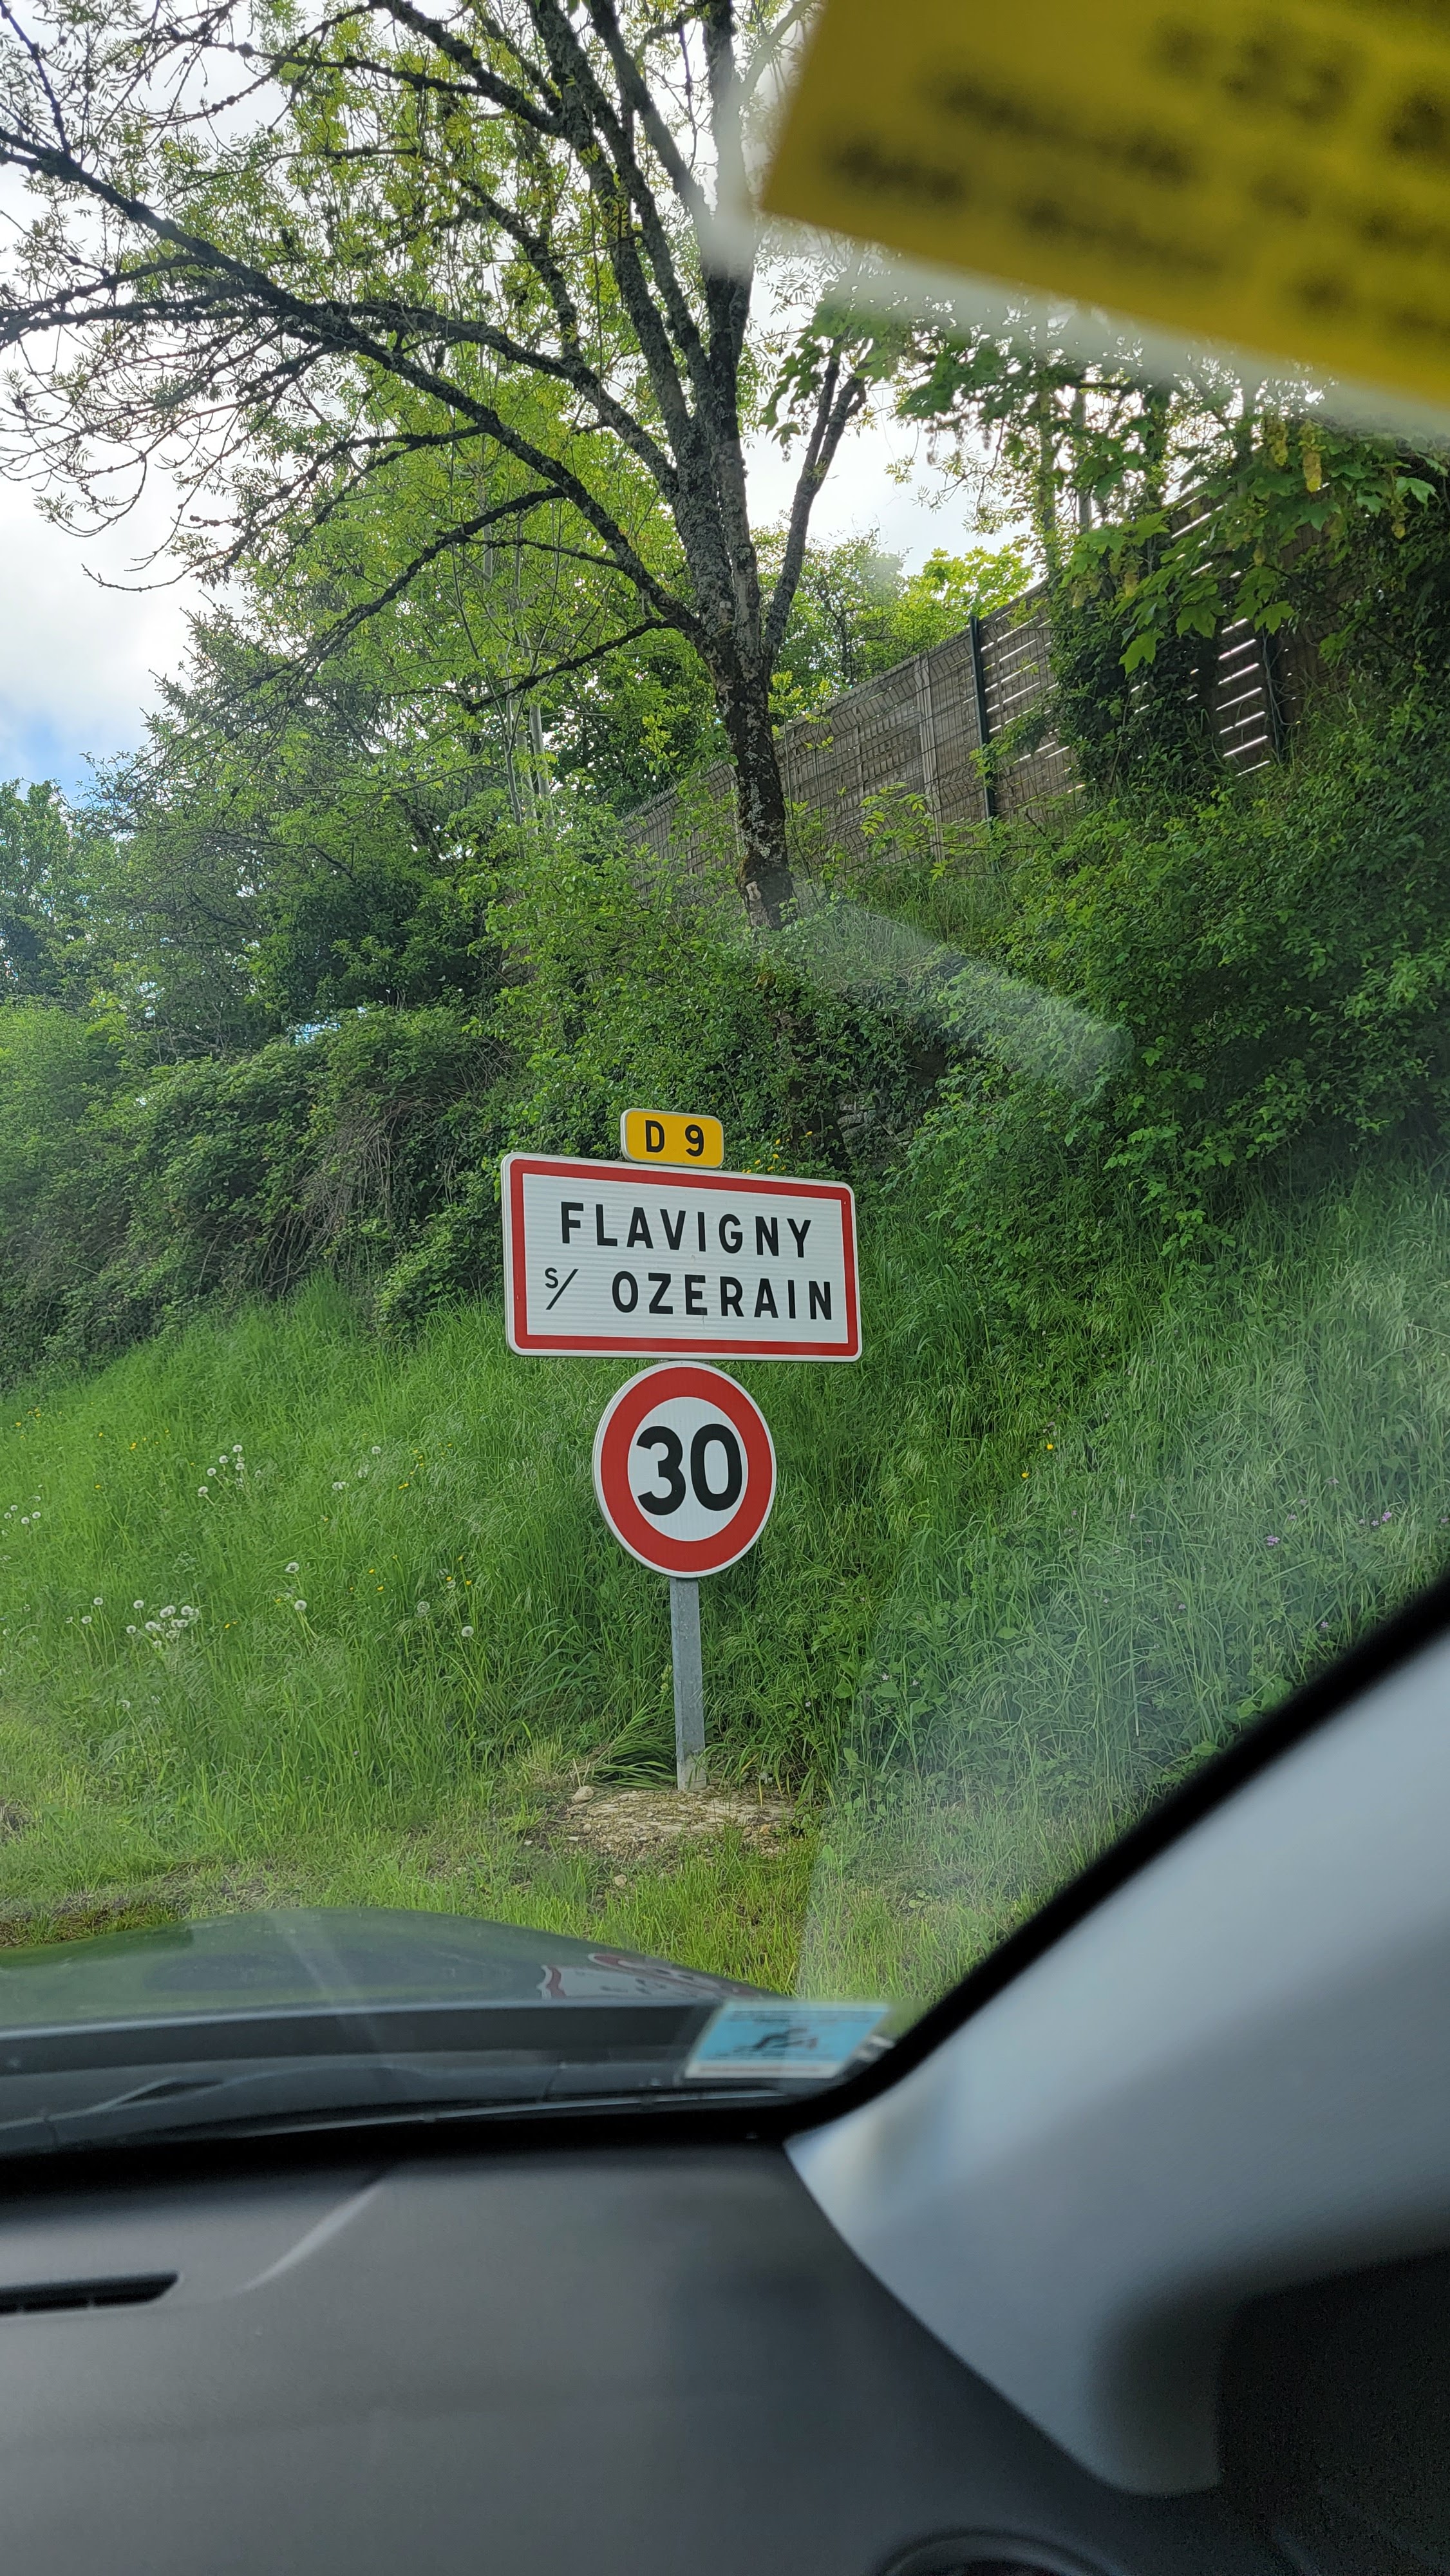 D 9
FLAVIGNY
S/ OZERAIN
30